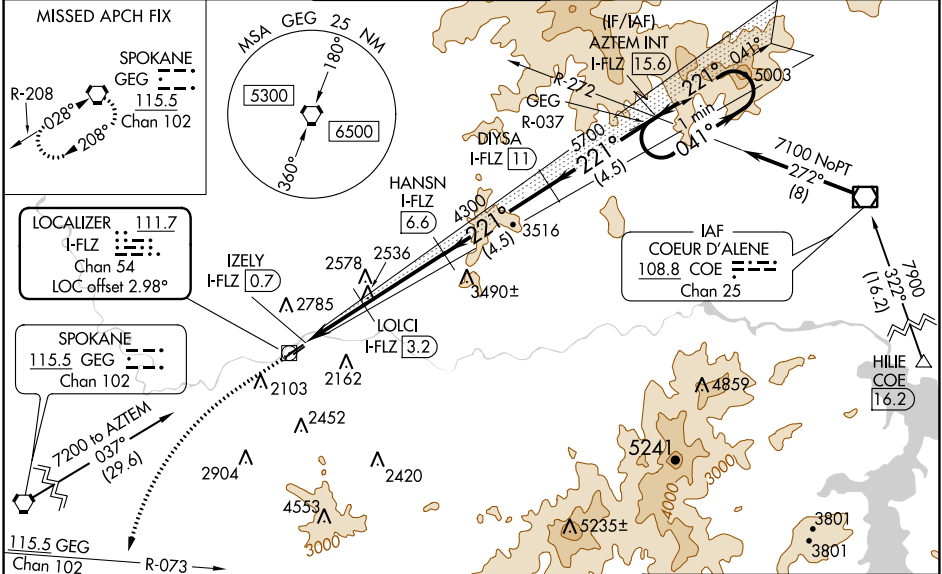 MISSED APCH FIX
SPOKANE
GEG
115.5
Chan 102
R-208
028°
208°
MSA GEG 25 NM
180°
5300
6500
360°
(IF/IAF)
AZTEM INT
I-FLZ 15.6
R-272
GEG
R-037
041°
221°
5003
1 min
041°
5700
221°
(4.5)
DIYSA
I-FLZ 11
7100 NoPT
272°
(8)
HANSN
I-FLZ
6.6
4300
221°
(4.5)
3516
LOCALIZER 111.7
I-FLZ
Chan 54
LOC offset 2.98°
IAF
COEUR D'ALENE
108.8 COE
Chan 25
7900
322°
(16.2)
HILIE
COE
16.2
IZELY
I-FLZ 0.7
2578
2536
2785
3490±
LOLCI
I-FLZ 3.2
SPOKANE
115.5 GEG
Chan 102
2103
2162
2452
2904
2420
4859
5241
3000
4000
7200 to AZTEM
037°
(29.6)
4553
3000
5235±
3801
3801
115.5 GEG
Chan 102
R-073